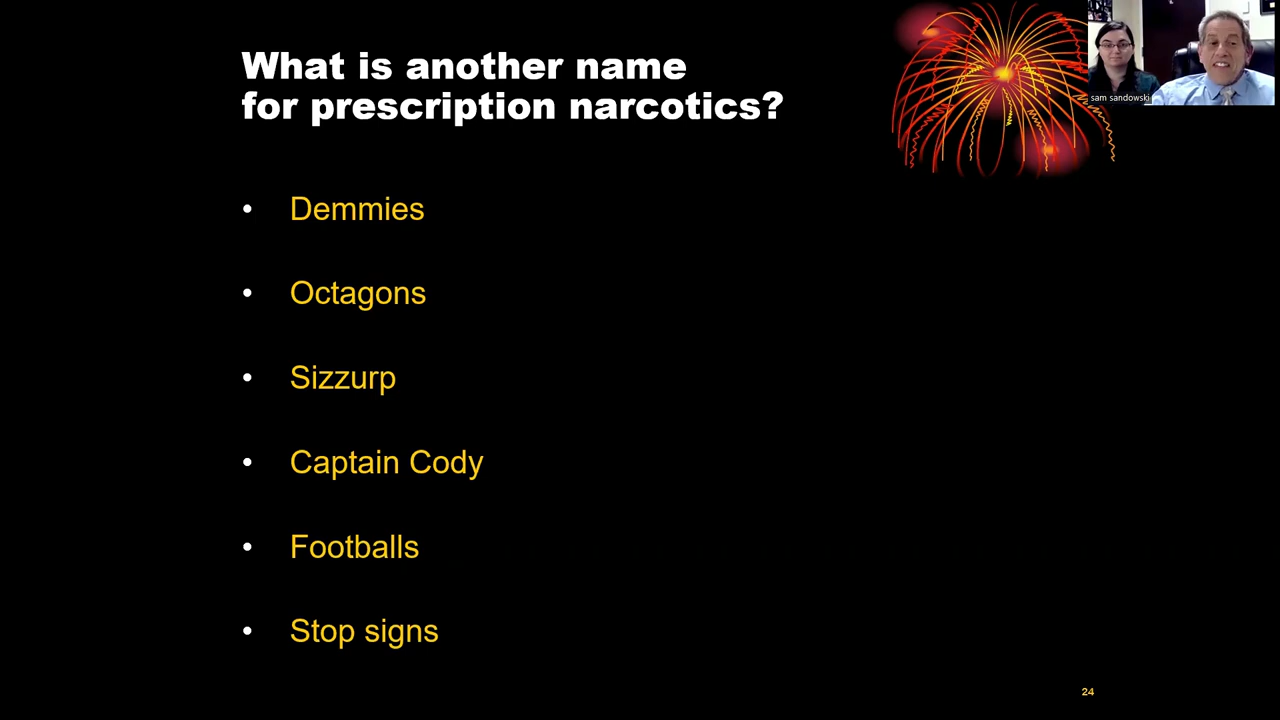 What is another name
for prescription narcotics?
sam sandowski
• Demmies
• Octagons
• Sizzurp
• Captain Cody
• Footballs
• Stop signs
24